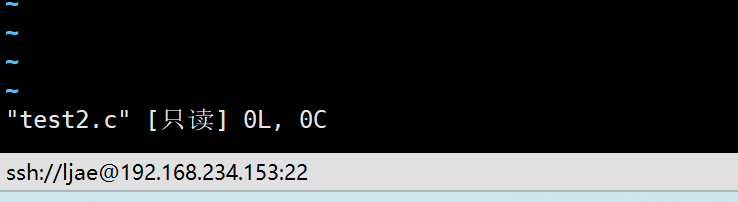 ~
~
~
~
"test2.c" [只读] 0L, 0C
ssh://ljae@192.168.234.153:22